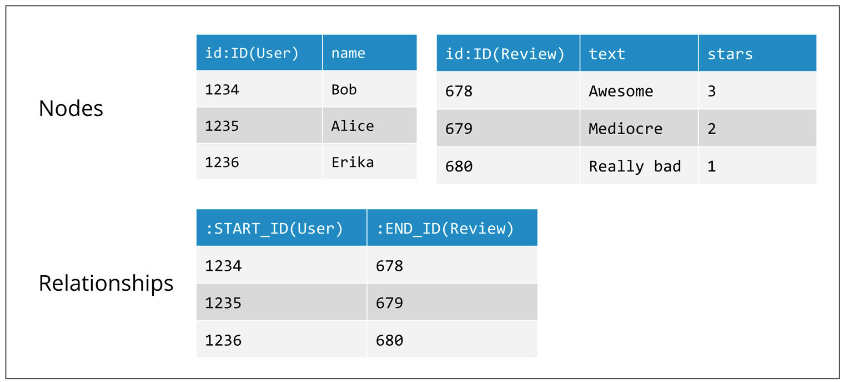 Nodes
id:ID(User) name
1234 Bob
1235 Alice
1236 Erika
id:ID(Review) text stars
678 Awesome 3
679 Mediocre 2
680 Really bad 1
Relationships
:START_ID(User) :END_ID(Review)
1234 678
1235 679
1236 680